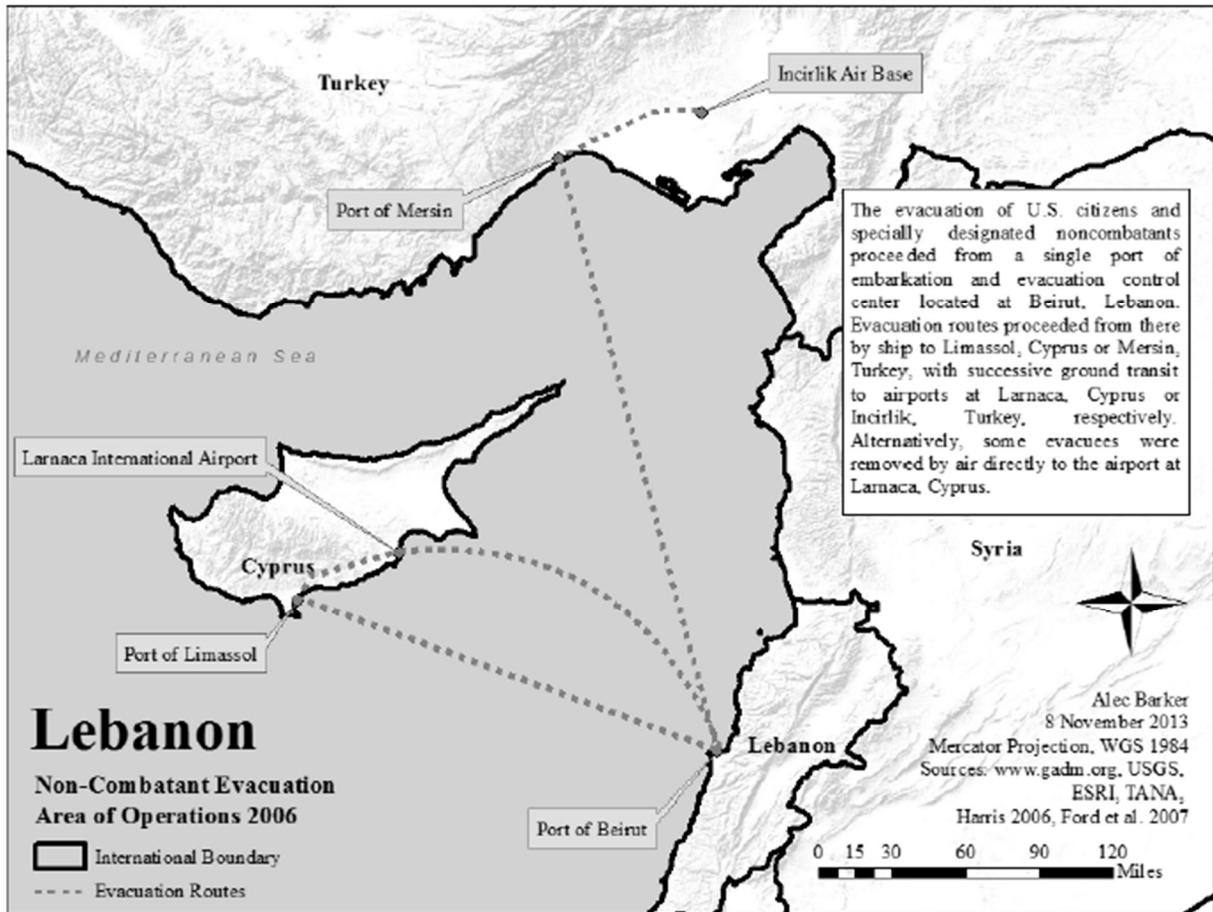 Turkey
Incirlik Air Base
Port of Mersin
The evacuation of U.S. citizens and
specially designated noncombatants
proceeded from a single port of
embarkation and evacuation control
center located at Beirut, Lebanon.
Evacuation routes proceeded from there
by ship to Limassol, Cyprus or Mersin,
Turkey, with successive ground transit
to airports at Larnaca, Cyprus or
Incirlik, Turkey, respectively.
Alternatively, some evacuees were
removed by air directly to the airport at
Larnaca, Cyprus.
Mediterranean Sea
Larnaca International Airport
Cyprus
Syria
Port of Limassol
Lebanon
Port of Beirut
Lebanon
Non-Combatant Evacuation
Area of Operations 2006
International Boundary
Evacuation Routes
Alec Barker
8 November 2013
Mercator Projection, WGS 1984
Sources: www.gadm.org, USGS,
ESRI, TANA,
Harris 2006, Ford et al. 2007
0 15 30 60 90 120
Miles